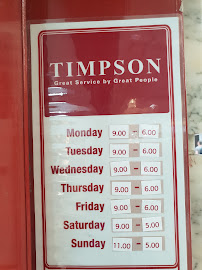 TIMPSON
Great Service by Great People
Monday 9.00 - 6.00
Tuesday 9.00 - 6.00
Wednesday 9.00 - 6.00
Thursday 9.00 - 6.00
Friday 9.00 - 6.00
Saturday 9.00 - 5.00
Sunday 11.00 - 5.00